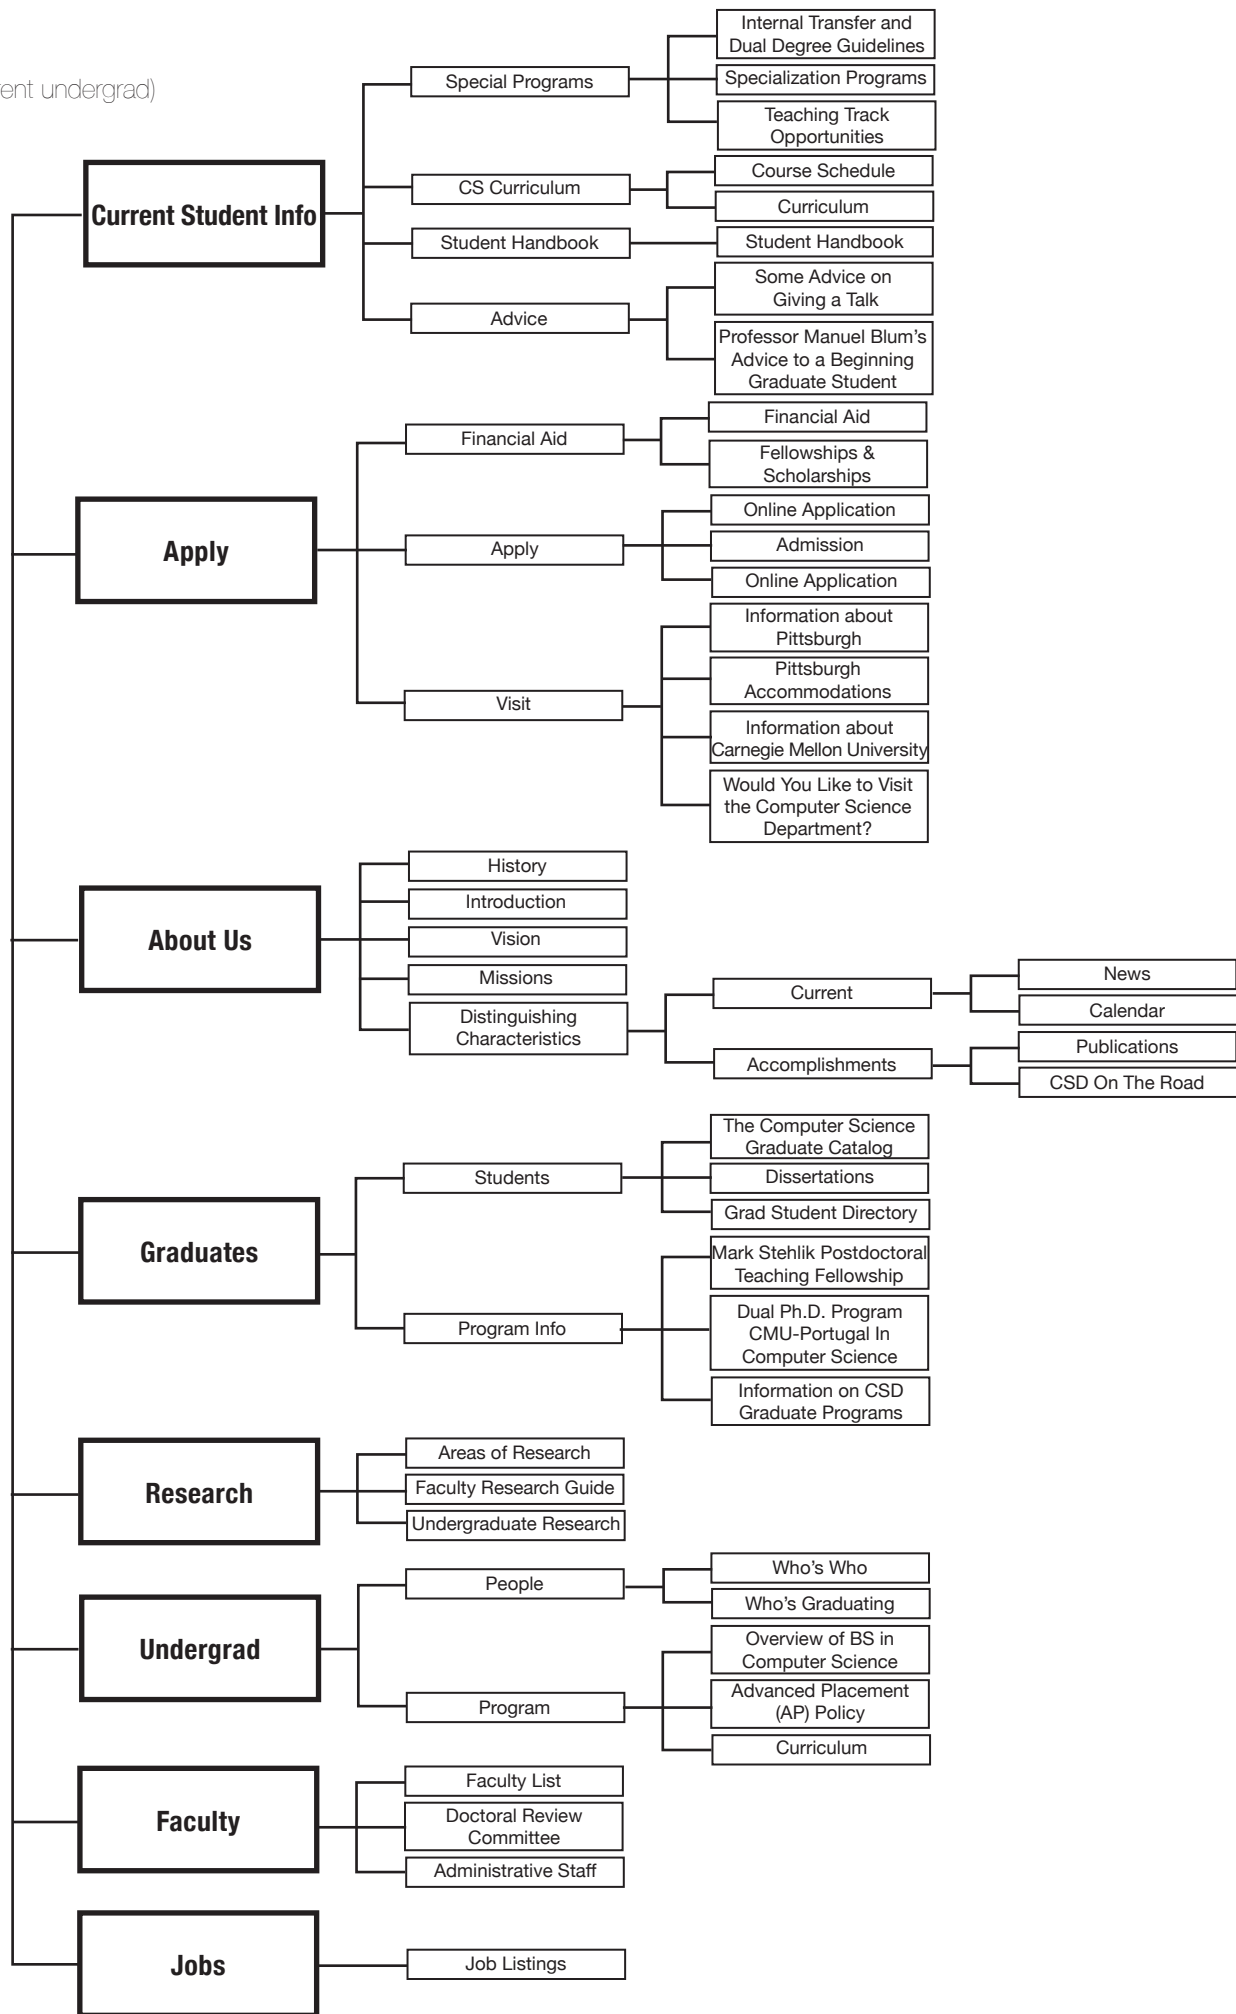 undergrad)
Current Student Info
Special Programs
Internal Transfer and
Dual Degree Guidelines
Specialization Programs
Teaching Track
Opportunities
CS Curriculum
Course Schedule
Curriculum
Student Handbook
Student Handbook
Advice
Some Advice on
Giving a Talk
Professor Manuel Blum’s
Advice to a Beginning
Graduate Student
Apply
Financial Aid
Financial Aid
Fellowships &
Scholarships
Apply
Online Application
Admission
Online Application
Visit
Information about
Pittsburgh
Pittsburgh
Accommodations
Information about
Carnegie Mellon University
Would You Like to Visit
the Computer Science
Department?
About Us
History
Introduction
Vision
Missions
Distinguishing
Characteristics
Current
News
Calendar
Accomplishments
Publications
CSD On The Road
Graduates
Students
The Computer Science
Graduate Catalog
Dissertations
Grad Student Directory
Program Info
Mark Stehlik Postdoctoral
Teaching Fellowship
Dual Ph.D. Program
CMU-Portugal In
Computer Science
Information on CSD
Graduate Programs
Research
Areas of Research
Faculty Research Guide
Undergraduate Research
Undergrad
People
Who’s Who
Who’s Graduating
Program
Overview of BS in
Computer Science
Advanced Placement
(AP) Policy
Curriculum
Faculty
Faculty List
Doctoral Review
Committee
Administrative Staff
Jobs
Job Listings